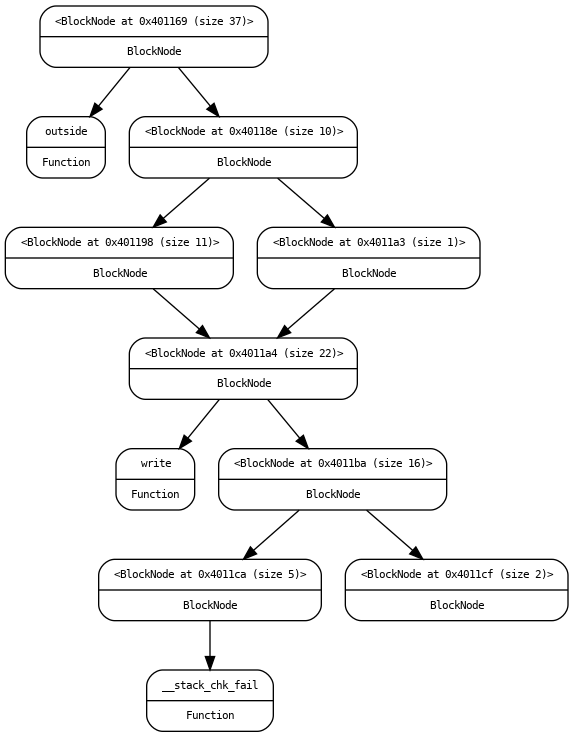 <BlockNode at 0x401169 (size 37)>
BlockNode
outside
Function
<BlockNode at 0x40118e (size 10)>
BlockNode
<BlockNode at 0x401198 (size 11)>
BlockNode
<BlockNode at 0x4011a3 (size 1)>
BlockNode
<BlockNode at 0x4011a4 (size 22)>
BlockNode
write
Function
<BlockNode at 0x4011ba (size 16)>
BlockNode
<BlockNode at 0x4011ca (size 5)>
BlockNode
<BlockNode at 0x4011cf (size 2)>
BlockNode
__stack_chk_fail
Function